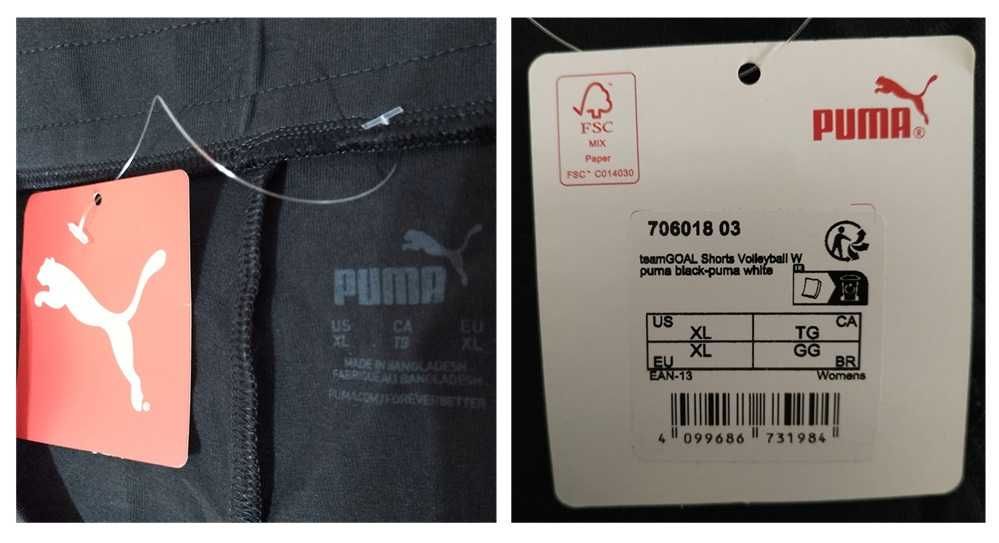 PUMA
US CA EU
XL TG XL
MADE IN BANGLADESH
FABRIQUÉ AU BANGLADESH
PUMA.COM/FOREVERBETTER
FSC
MIX
Paper
FSC™ C014030
PUMA®
706018 03
teamGOAL Shorts Volleyball W
puma black-puma white
US XL TG CA
EU XL GG BR
EAN-13 Womens
4 099686 731984